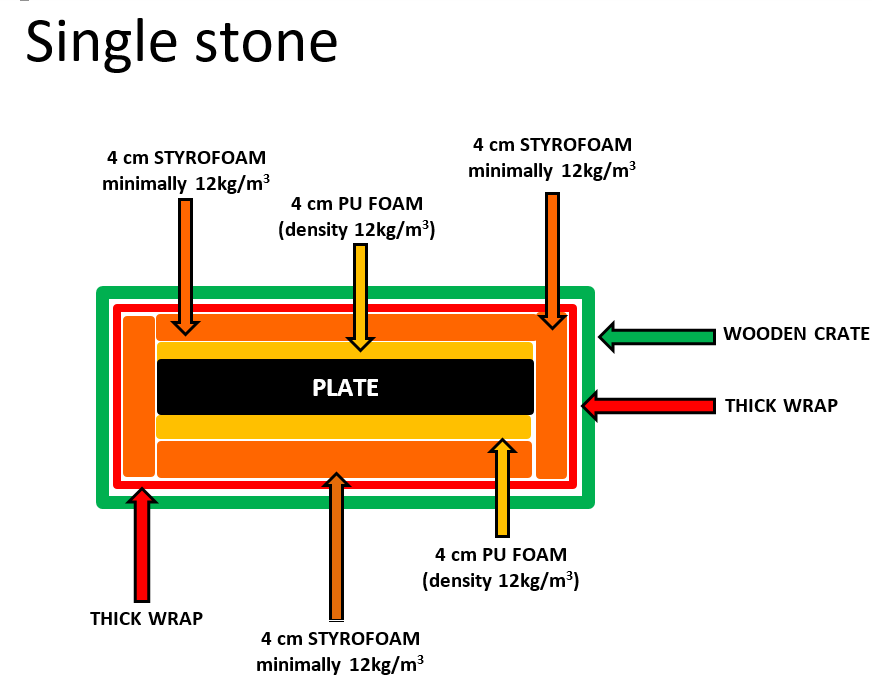 Single stone
4 cm STYROFOAM
minimally 12kg/m³
4 cm STYROFOAM
minimally 12kg/m³
4 cm PU FOAM
(density 12kg/m³)
WOODEN CRATE
PLATE
THICK WRAP
4 cm PU FOAM
(density 12kg/m³)
THICK WRAP
4 cm STYROFOAM
minimally 12kg/m³